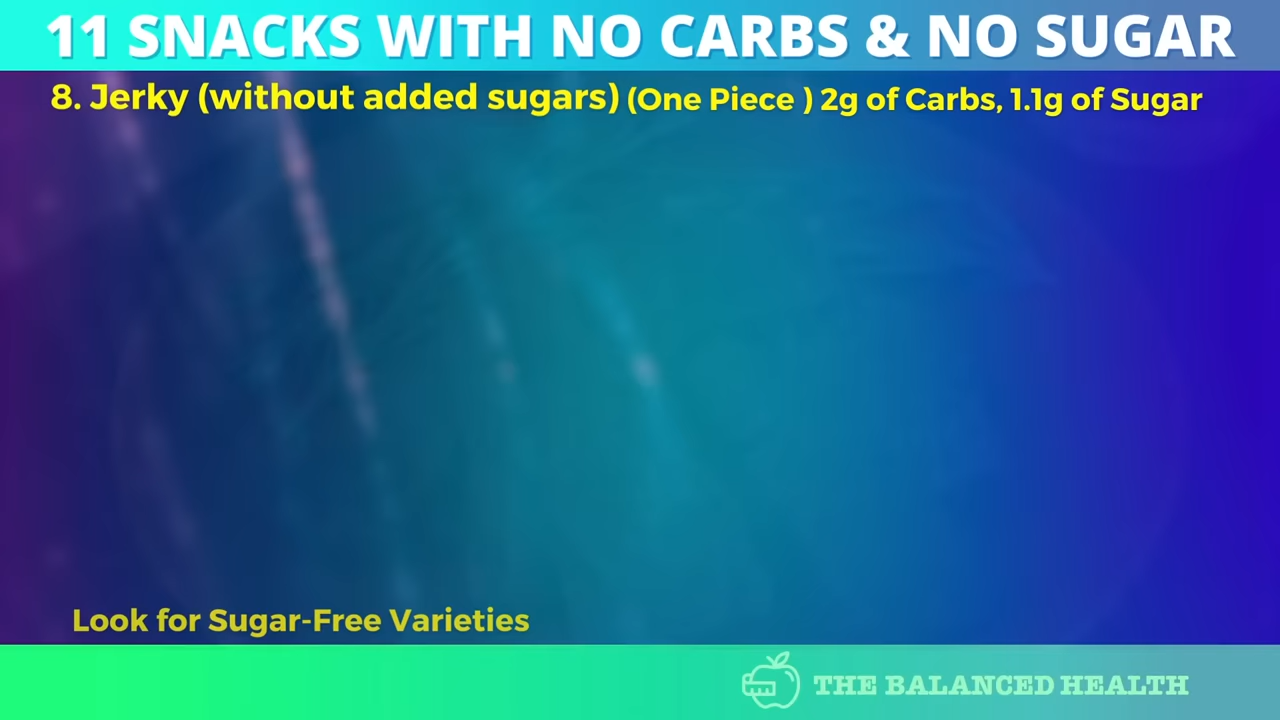 11 SNACKS WITH NO CARBS & NO SUGAR
8. Jerky (without added sugars) (One Piece ) 2g of Carbs, 1.1g of Sugar
Look for Sugar-Free Varieties
THE BALANCED HEALTH